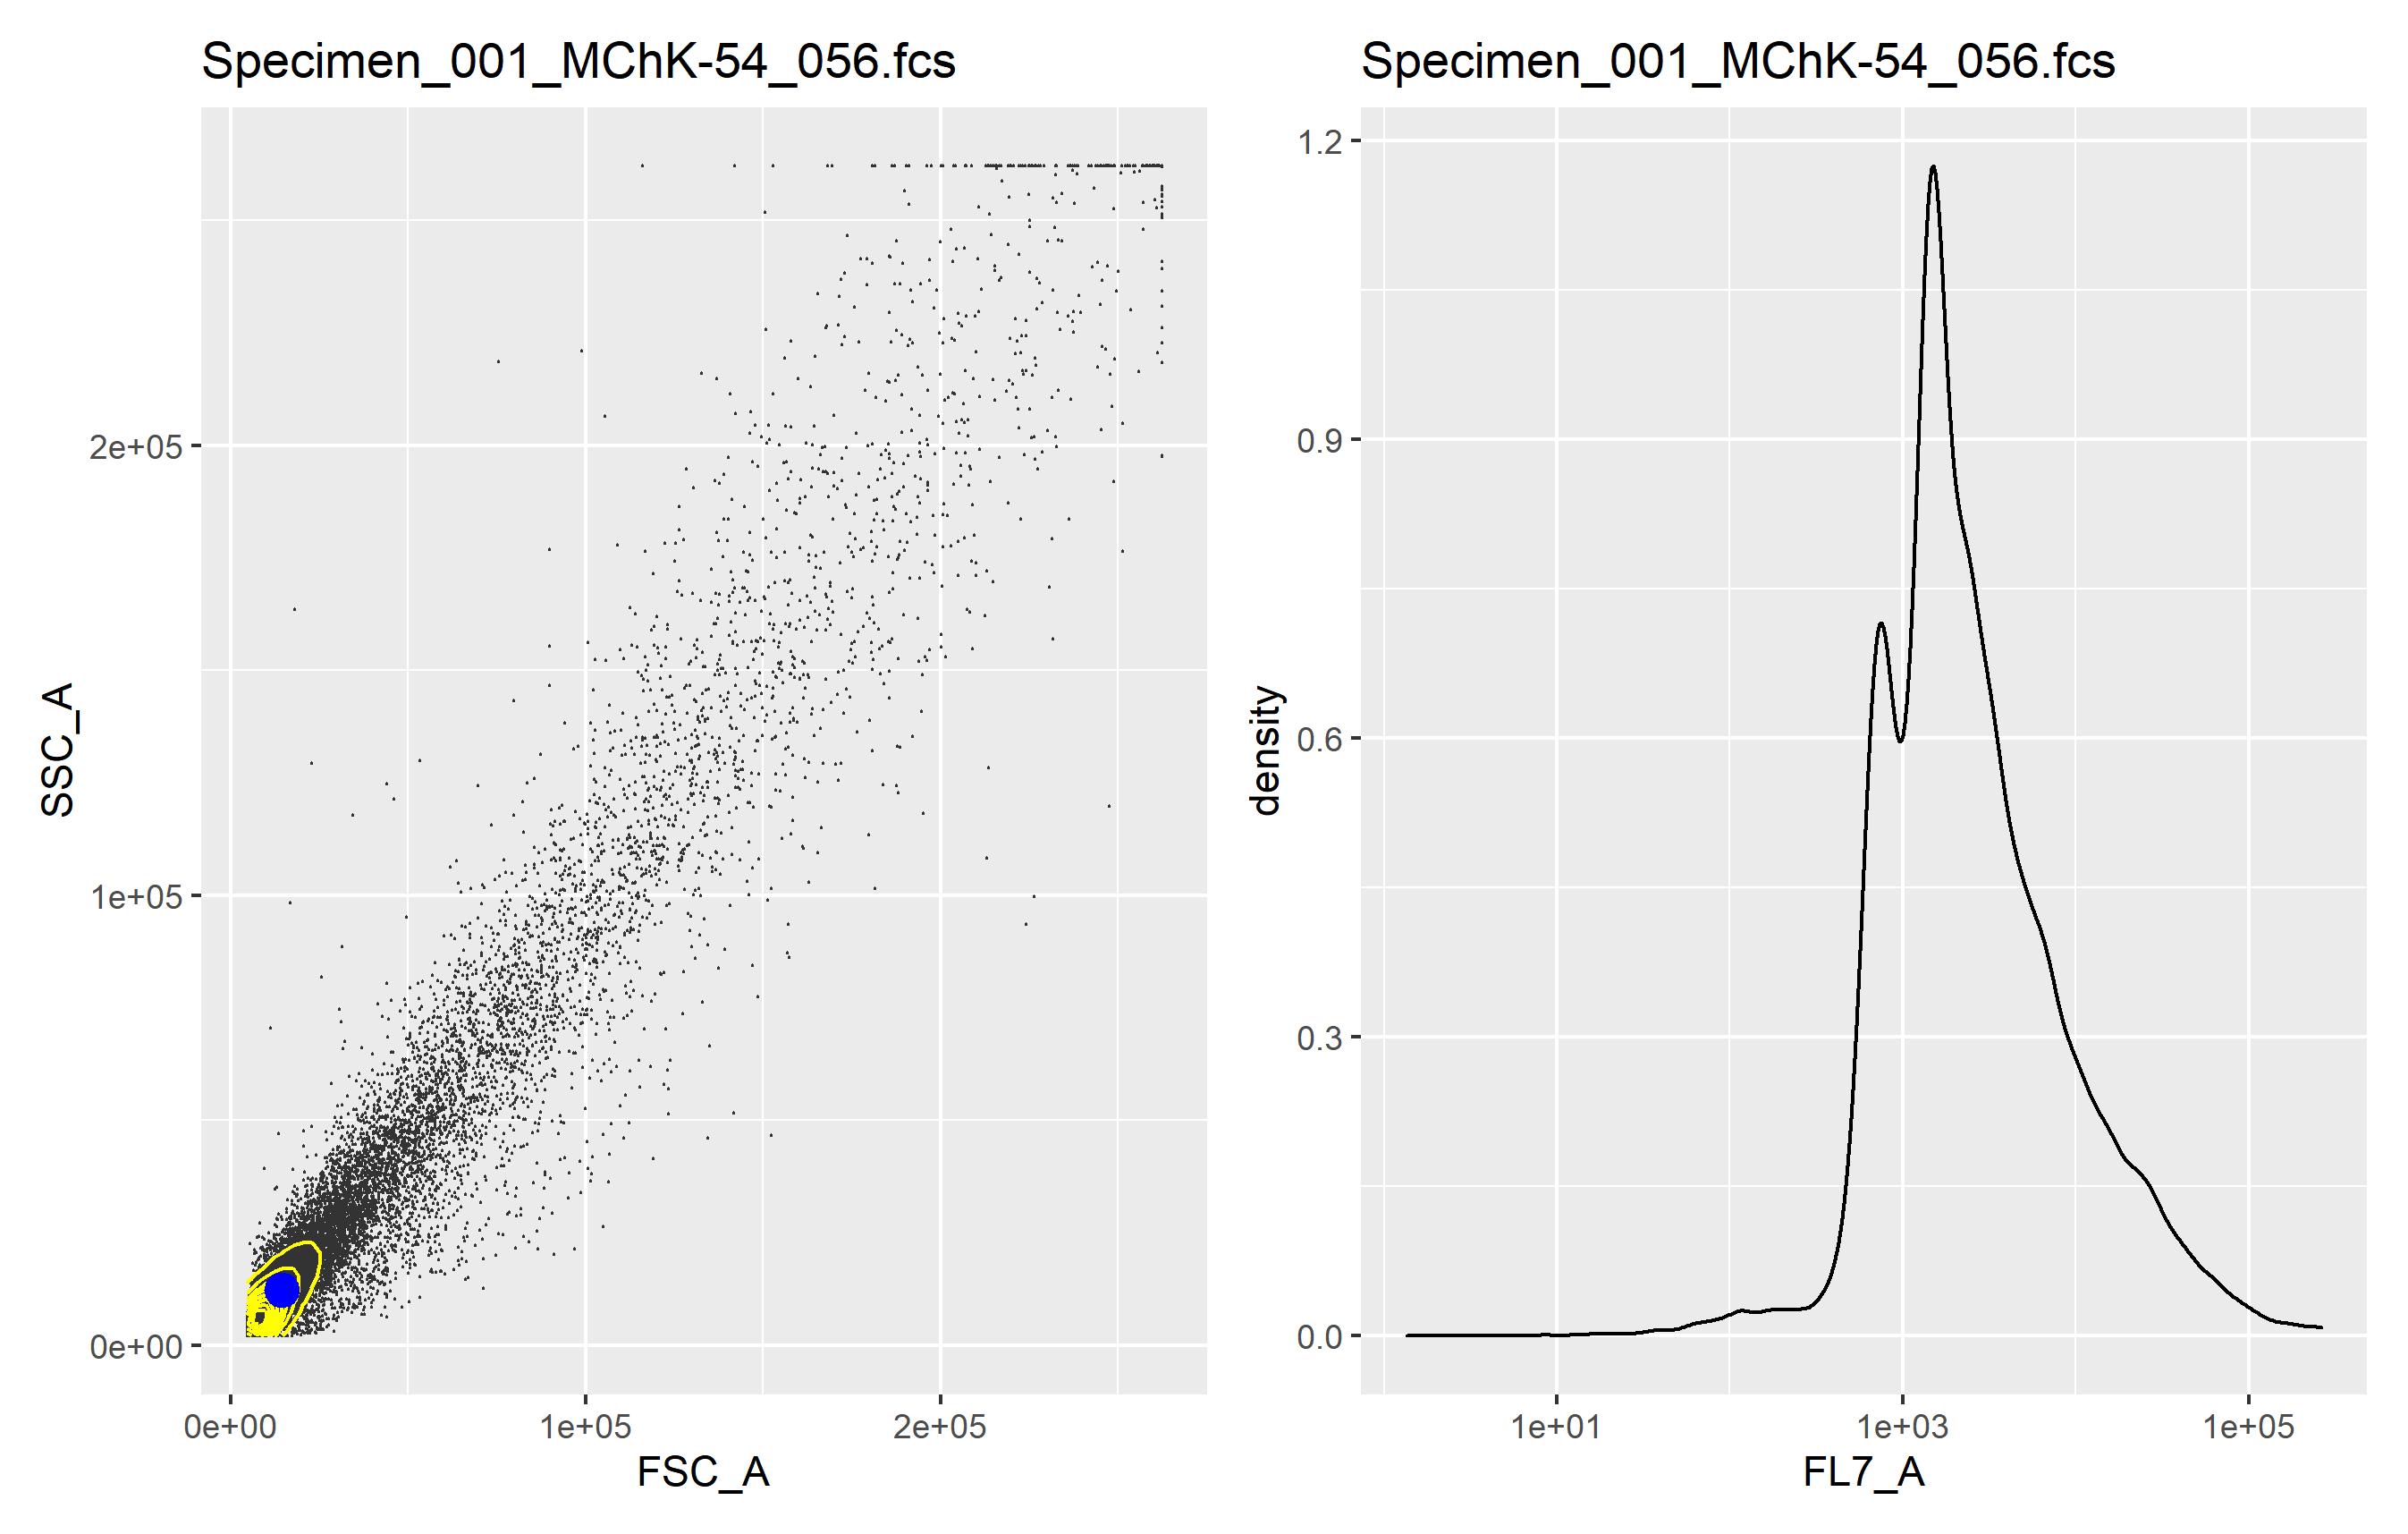 Specimen_001_MChK-54_056.fcs
SSC_A
2e+05
1e+05
0e+00
0e+00 1e+05 2e+05
FSC_A
Specimen_001_MChK-54_056.fcs
density
1.2
0.9
0.6
0.3
0.0
1e+01 1e+03 1e+05
FL7_A